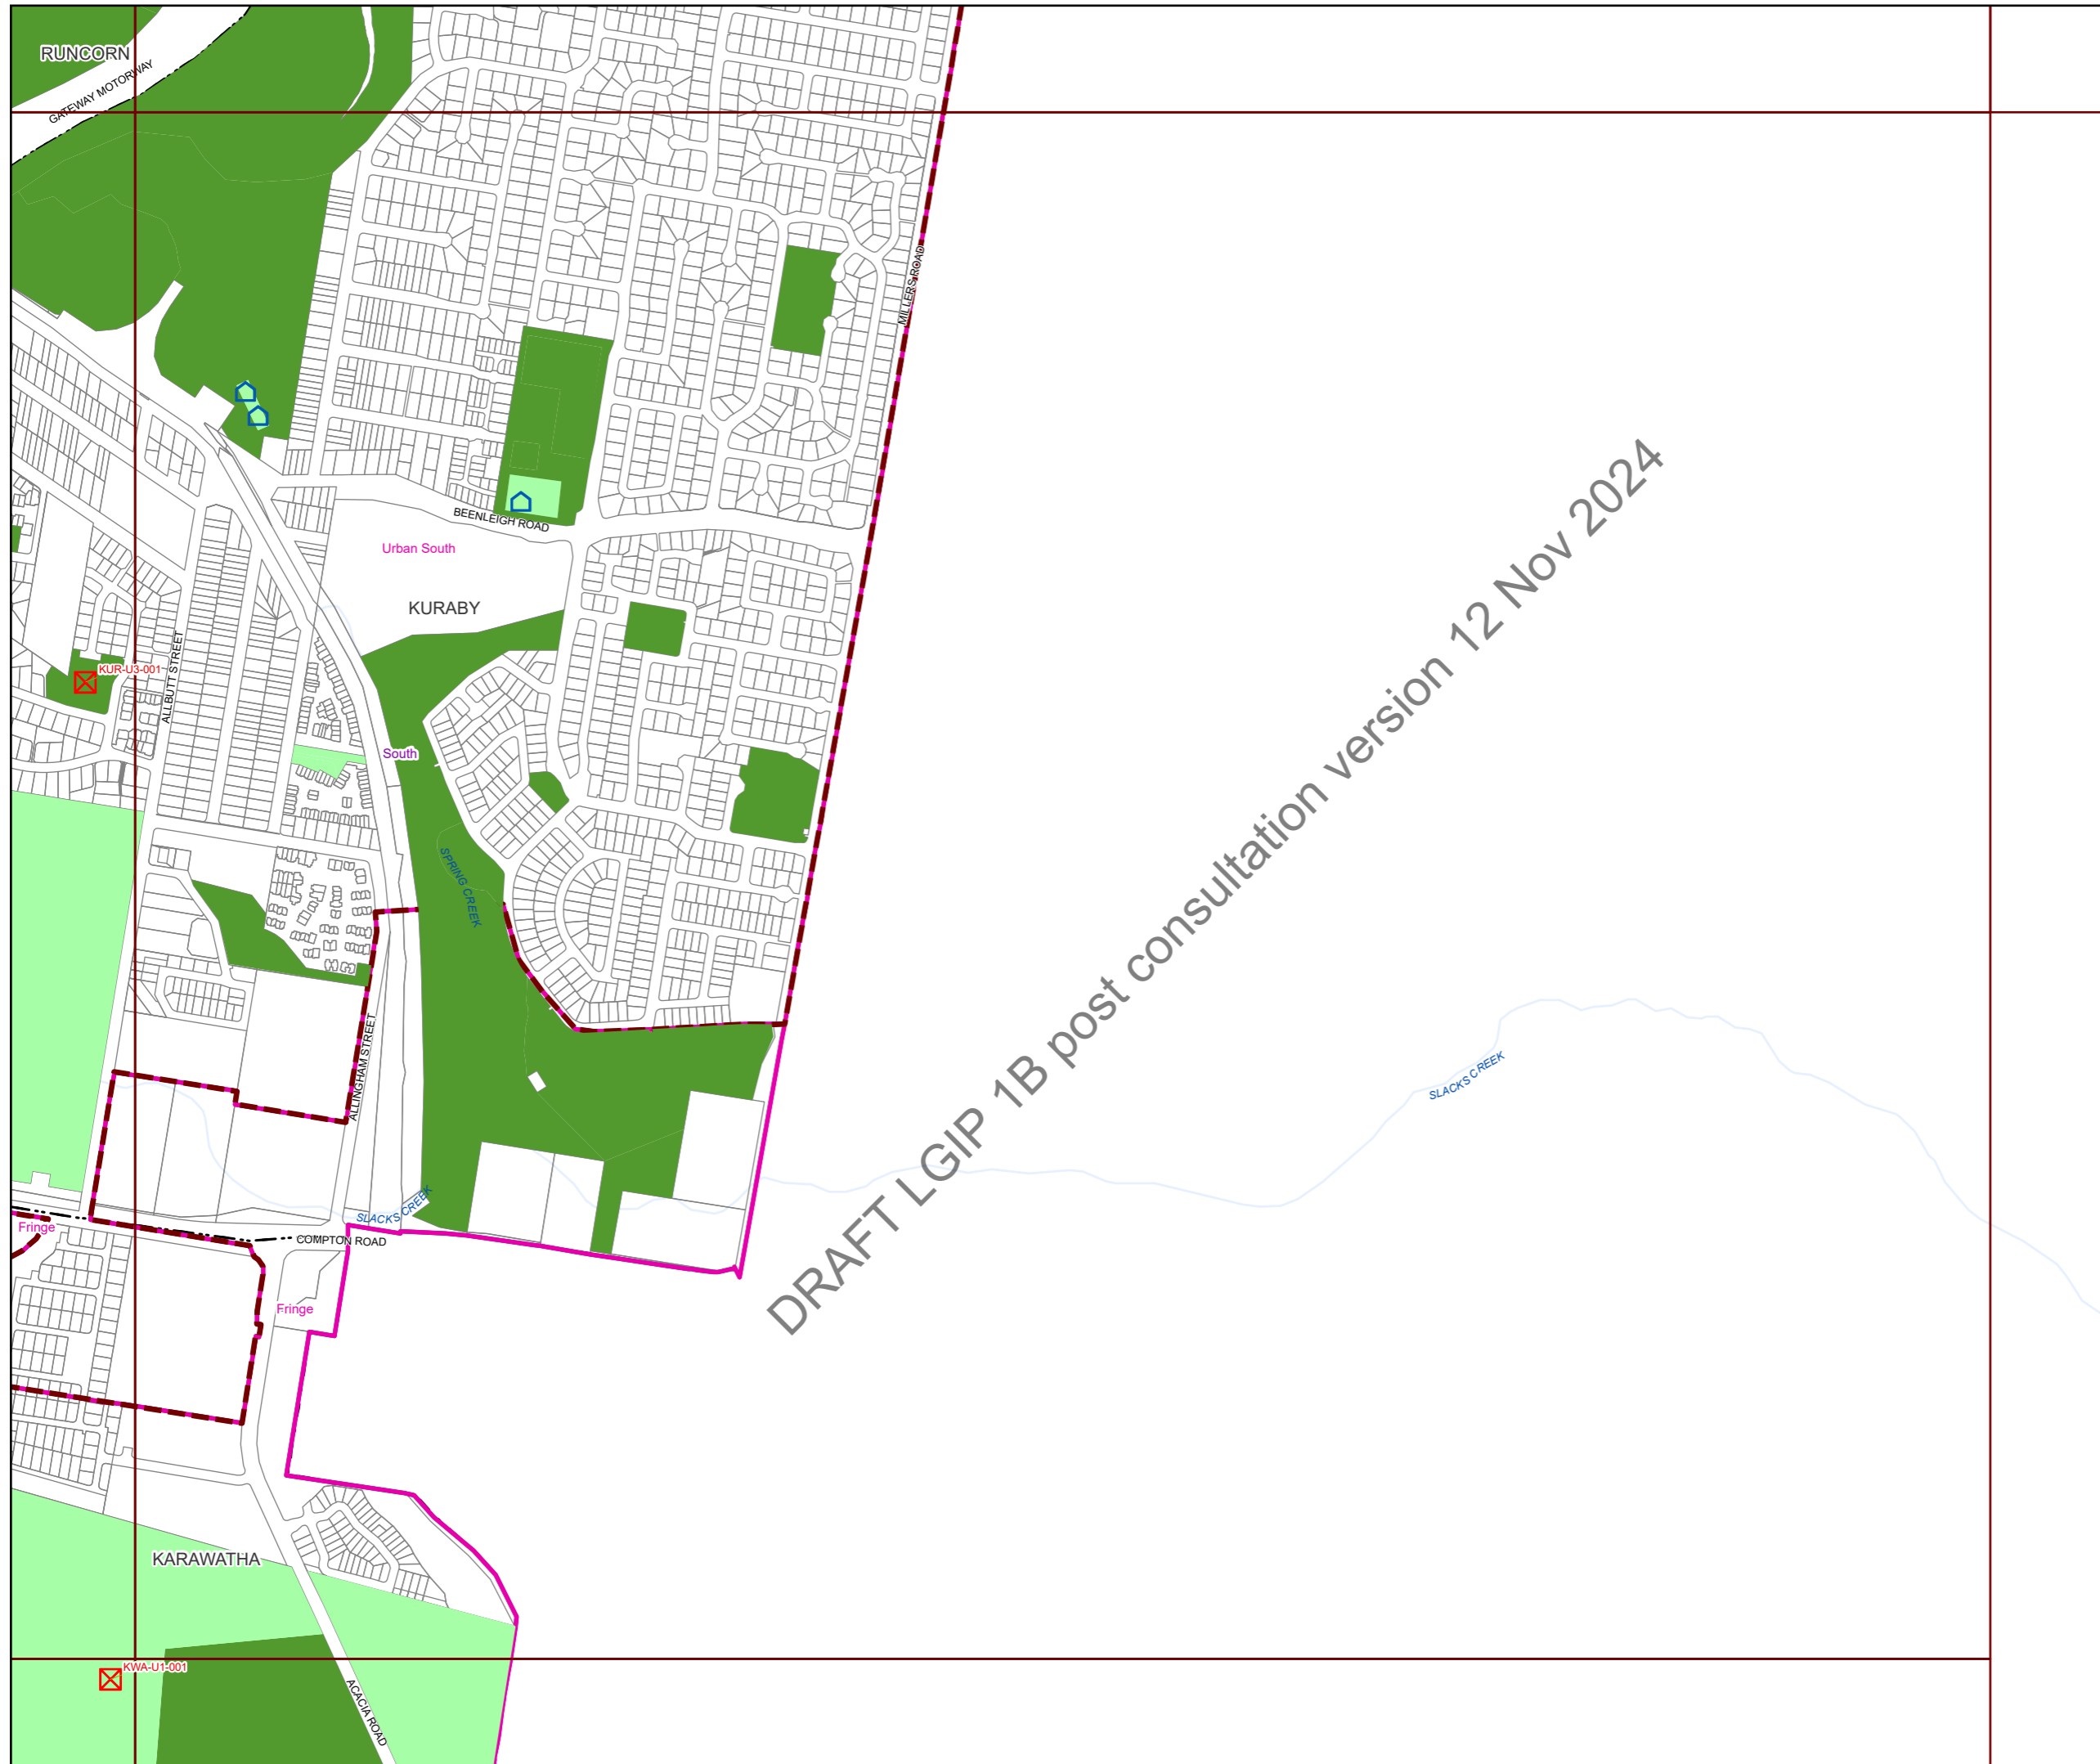 RUNCORN
GATEWAY MOTORWAY
MILLERS ROAD
BEENLEIGH ROAD
Urban South
KURABY
KUR-U3-001
ALLBUTT STREET
South
SPRING CREEK
DRAFT LGIP 1B post consultation version 12 Nov 2024
ALLINGHAM STREET
SLACKS CREEK
SLACKS CREEK
Fringe
COMPTON ROAD
Fringe
KARAWATHA
KWA-U1-001
ACACIA ROAD